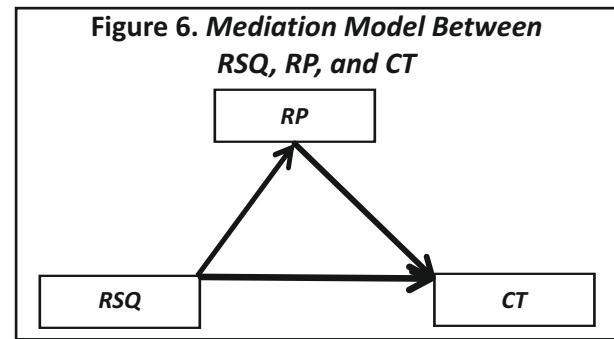 Figure 6. Mediation Model Between
RSQ, RP, and CT
RP
RSQ
CT